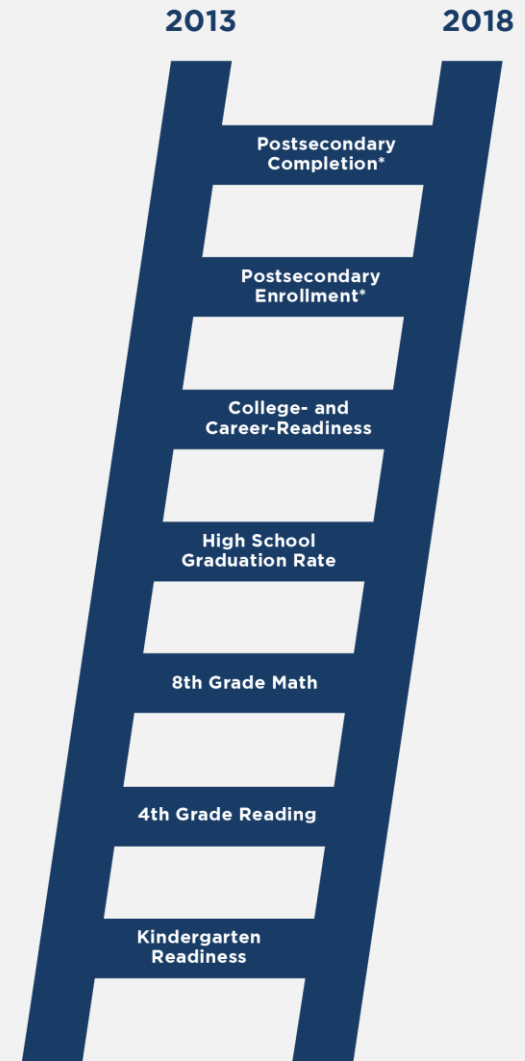 2013
2018
Postsecondary
Completion*
Postsecondary
Enrollment*
College- and
Career-Readiness
High School
Graduation Rate
8th Grade Math
4th Grade Reading
Kindergarten
Readiness